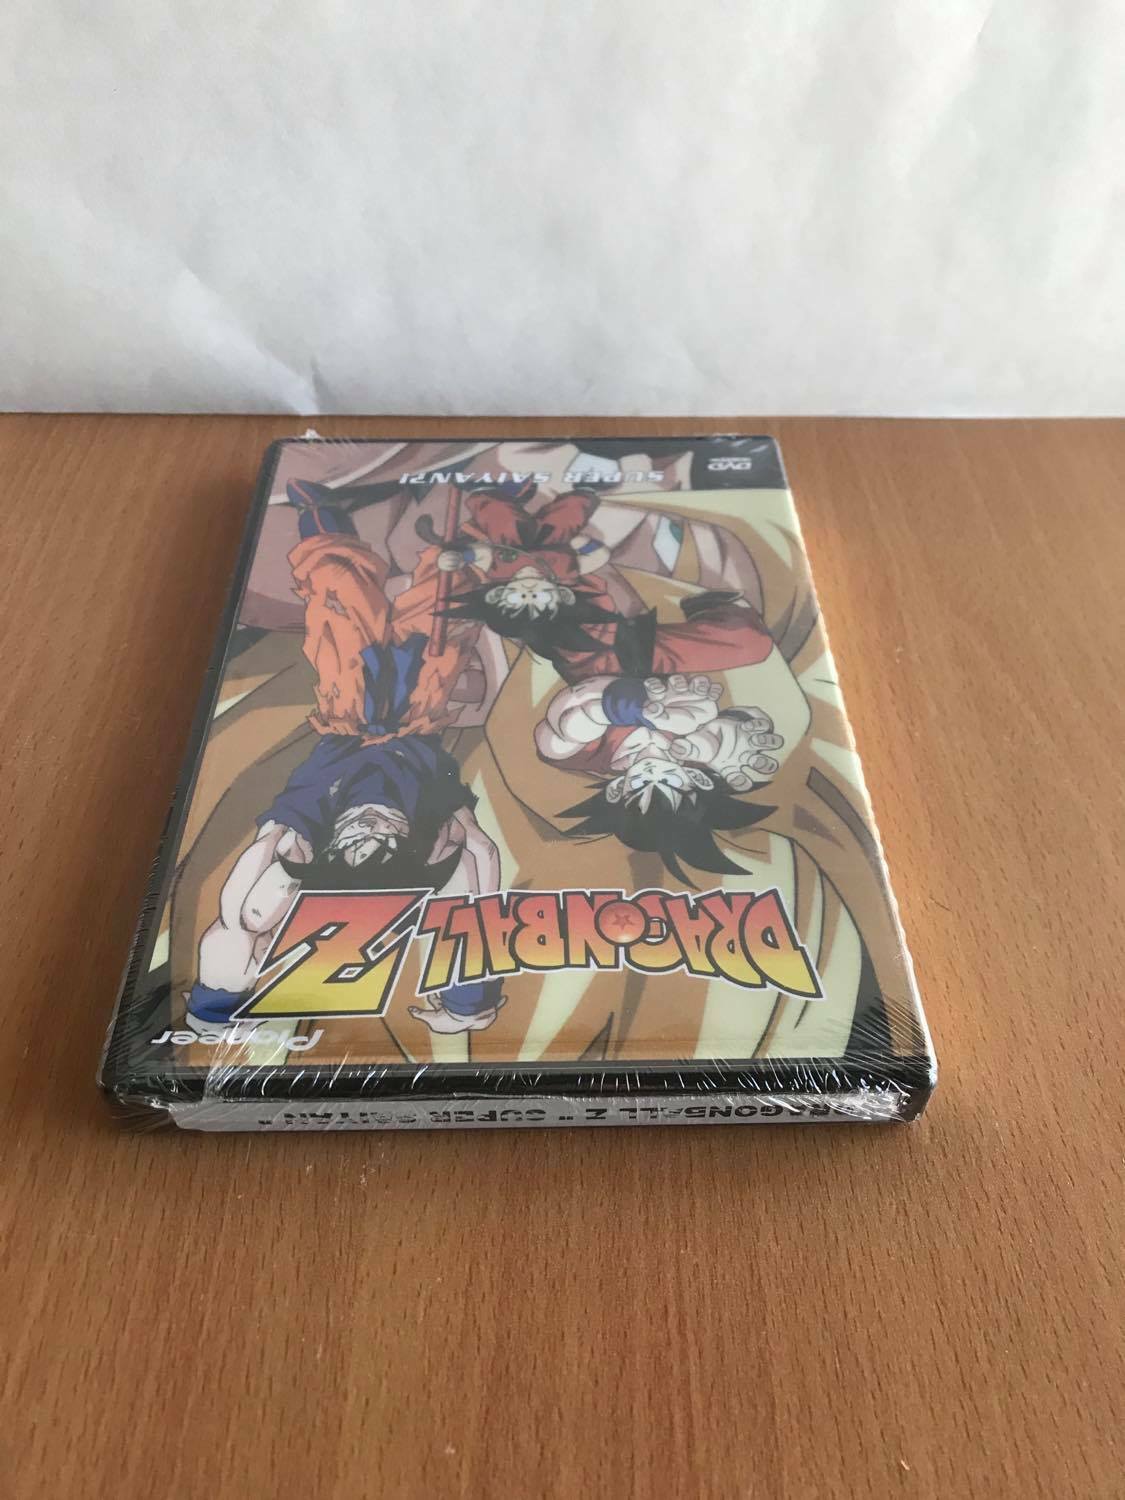 Pioneer
DRAGONBALL Z
SUPER SAIYAN?!
DVD
DRAGONBALL Z " SUPER SAIYAN "